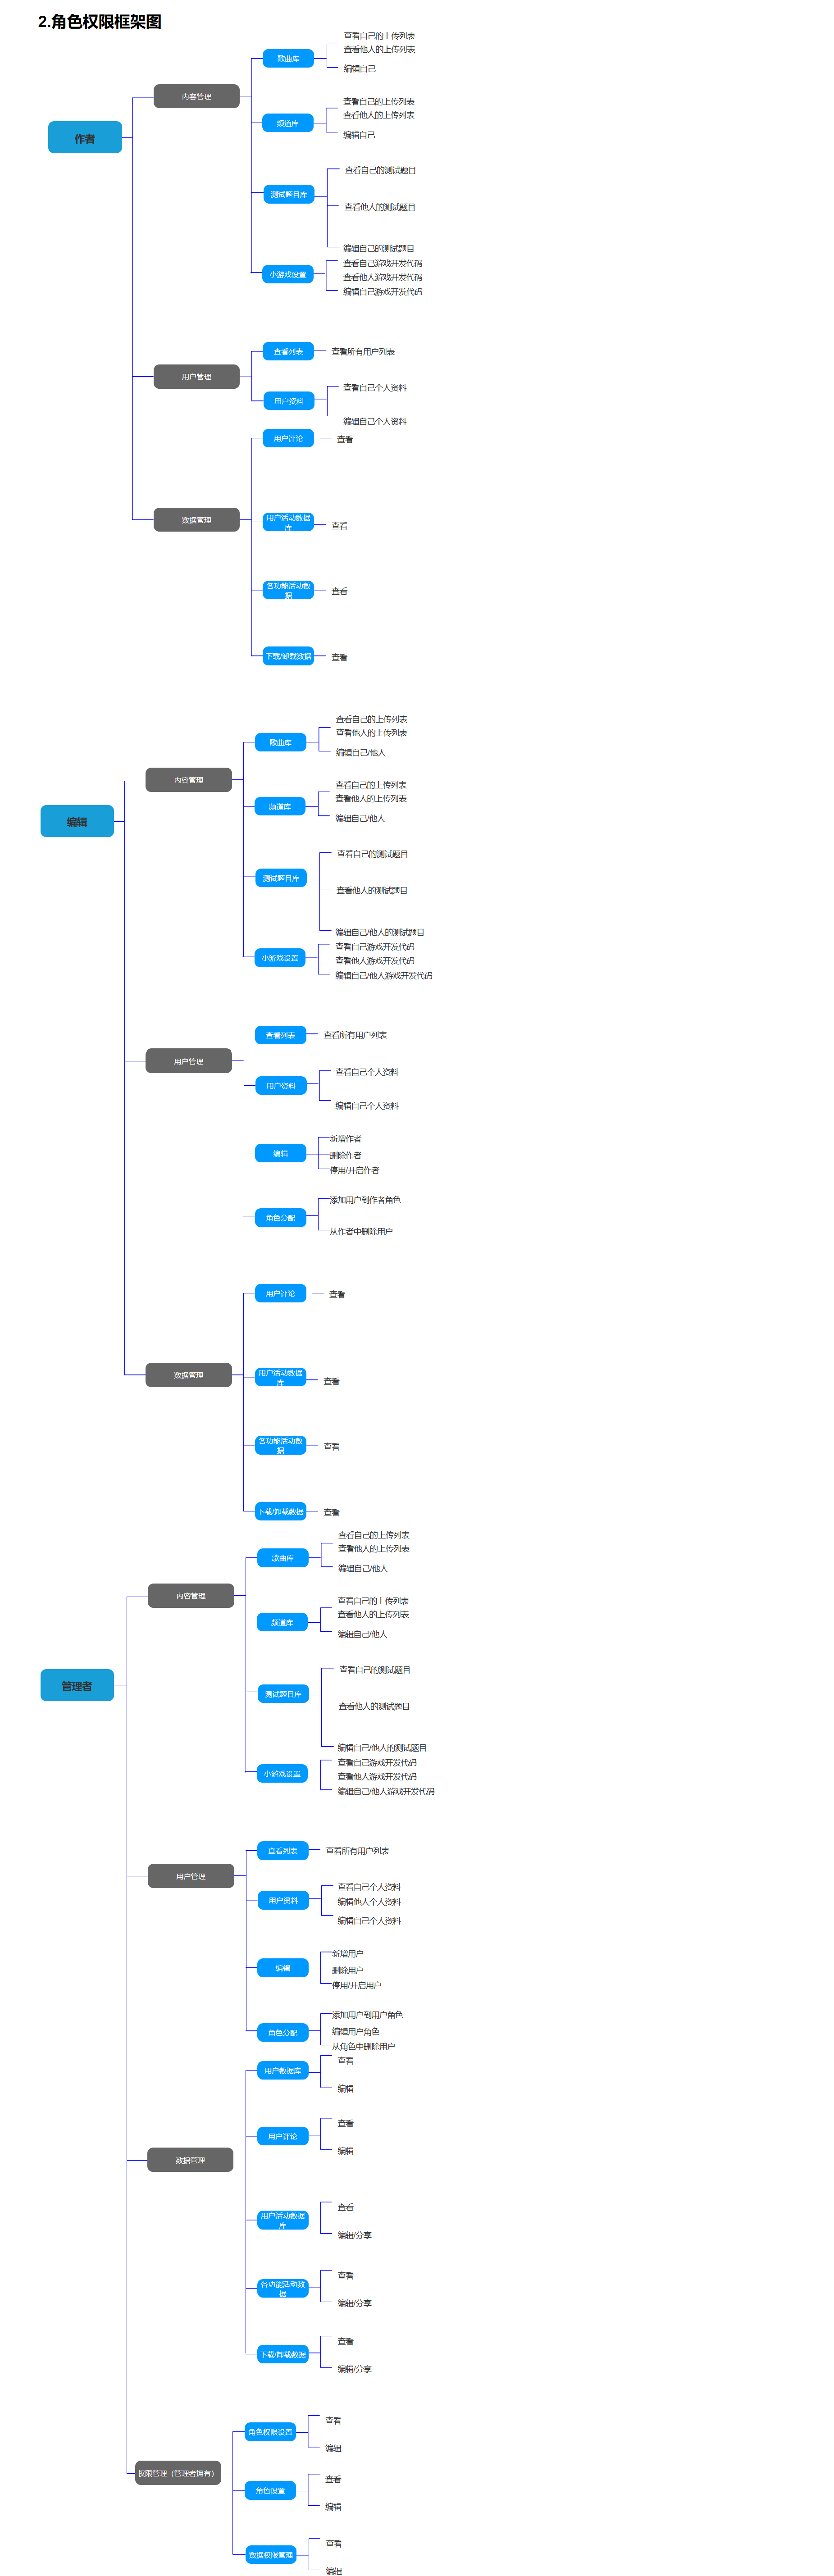 2.角色权限框架图
作者
内容管理
歌曲库
查看自己的上传列表
查看他人的上传列表
编辑自己
频道库
查看自己的上传列表
查看他人的上传列表
编辑自己
测试题目库
查看自己的测试题目
查看他人的测试题目
编辑自己的测试题目
小游戏设置
查看自己游戏开发代码
查看他人游戏开发代码
编辑自己游戏开发代码
用户管理
查看列表
查看所有用户列表
用户资料
查看自己个人资料
编辑自己个人资料
数据管理
用户评论
查看
用户活动数据
库
查看
各功能活动数
据
查看
下载/卸载数据
查看
编辑
内容管理
歌曲库
查看自己的上传列表
查看他人的上传列表
编辑自己/他人
频道库
查看自己的上传列表
查看他人的上传列表
编辑自己/他人
测试题目库
查看自己的测试题目
查看他人的测试题目
编辑自己/他人的测试题目
小游戏设置
查看自己游戏开发代码
查看他人游戏开发代码
编辑自己/他人游戏开发代码
用户管理
查看列表
查看所有用户列表
用户资料
查看自己个人资料
编辑自己个人资料
编辑
新增作者
删除作者
停用/开启作者
角色分配
添加用户到作者角色
从作者中删除用户
数据管理
用户评论
查看
用户活动数据
库
查看
各功能活动数
据
查看
下载/卸载数据
查看
管理者
内容管理
歌曲库
查看自己的上传列表
查看他人的上传列表
编辑自己/他人
频道库
查看自己的上传列表
查看他人的上传列表
编辑自己/他人
测试题目库
查看自己的测试题目
查看他人的测试题目
编辑自己/他人的测试题目
小游戏设置
查看自己游戏开发代码
查看他人游戏开发代码
编辑自己/他人游戏开发代码
用户管理
查看列表
查看所有用户列表
用户资料
查看自己个人资料
编辑他人个人资料
编辑自己个人资料
编辑
新增用户
删除用户
停用/开启用户
角色分配
添加用户到用户角色
编辑用户角色
从角色中删除用户
数据管理
用户数据库
查看
编辑
用户评论
查看
编辑
用户活动数据
库
查看
编辑/分享
各功能活动数
据
查看
编辑/分享
下载/卸载数据
查看
编辑/分享
权限管理（管理者拥有）
角色权限设置
查看
编辑
角色设置
查看
编辑
数据权限管理
查看
编辑